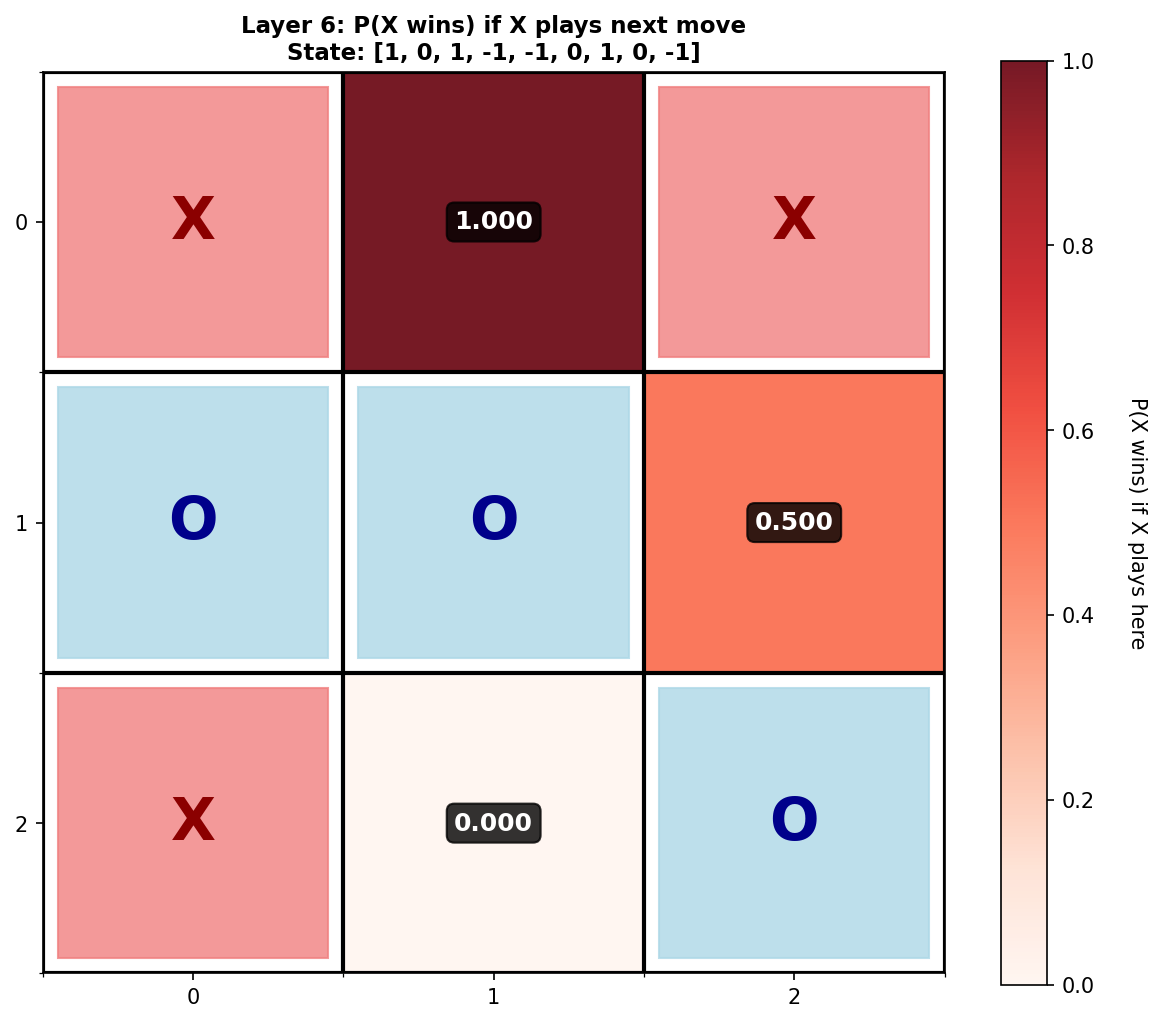 Layer 6: P(X wins) if X plays next move
State: [1, 0, 1, -1, -1, 0, 1, 0, -1]
1.0
0.8
0.6
0.4
0.2
0.0
P(X wins) if X plays here
0
X
1.000
X
1
O
O
0.500
2
X
0.000
O
0
1
2